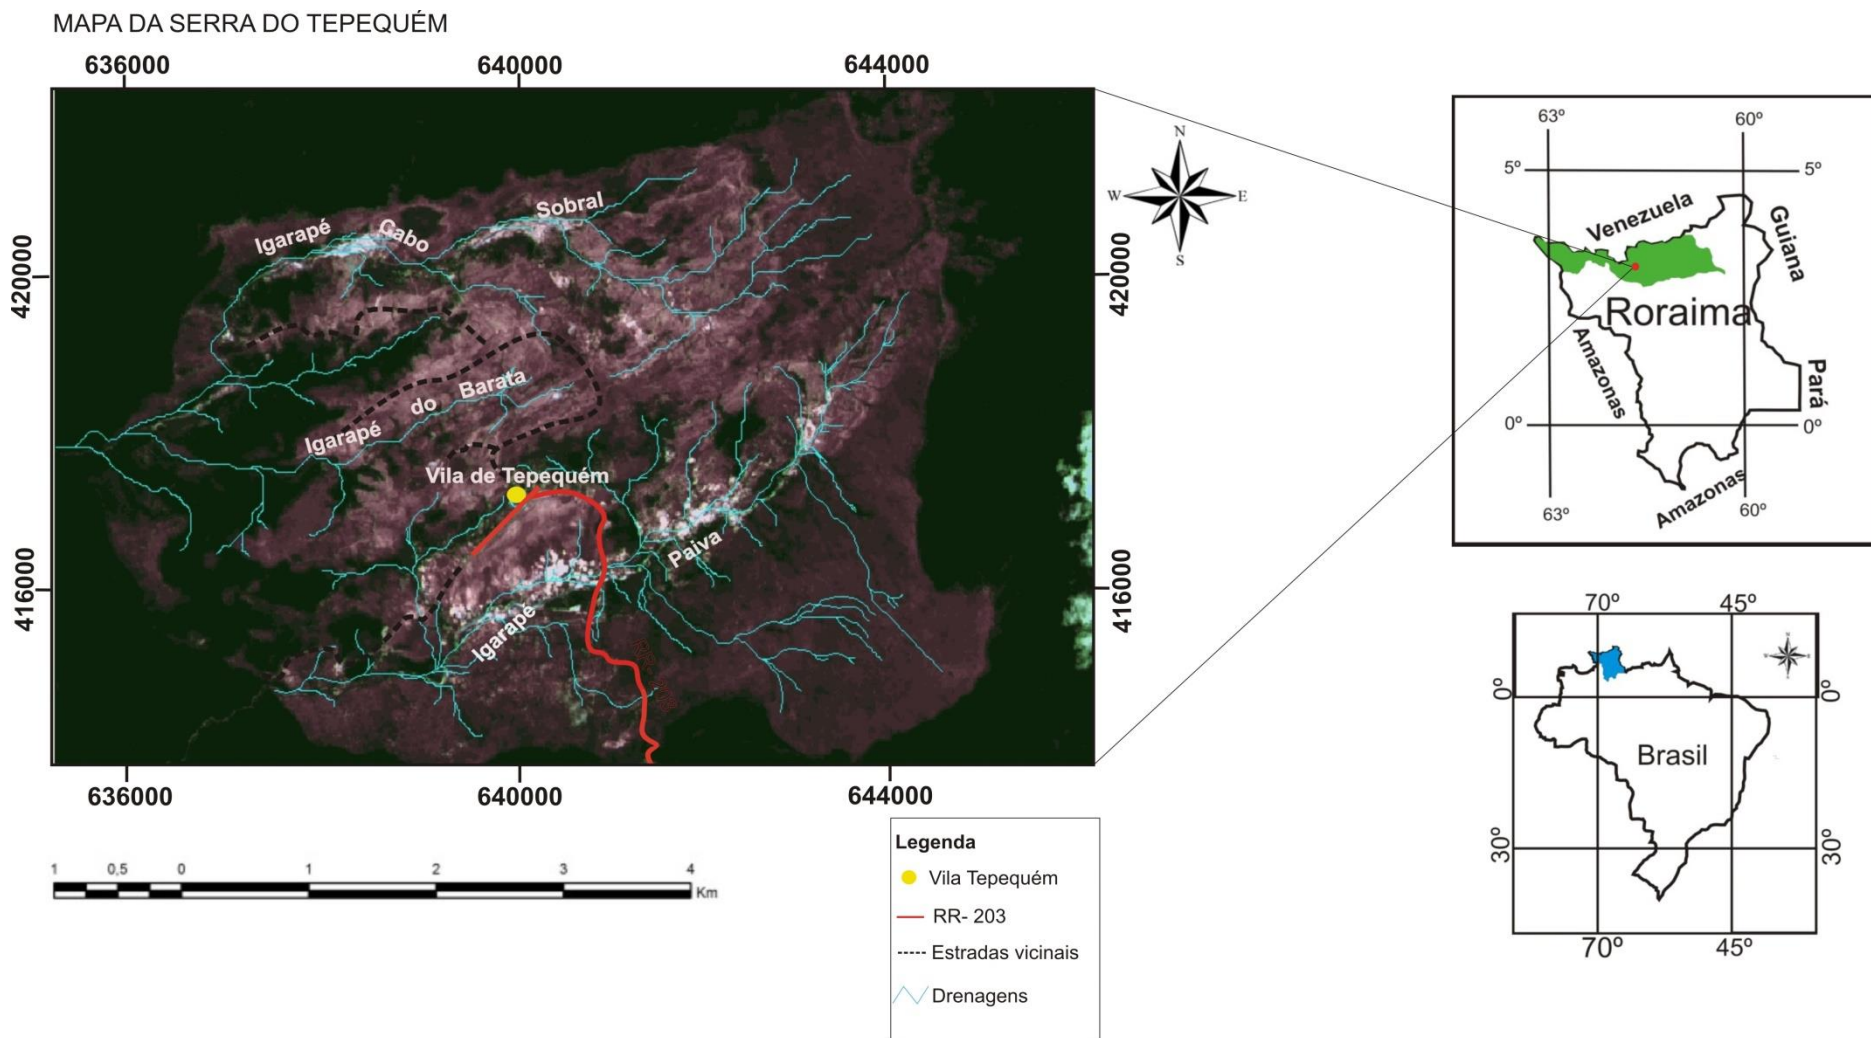 MAPA DA SERRA DO TEPEQUÉM
636000
640000
644000
420000
416000
420000
416000
Igarapé
Cabo
Sobral
Igarapé
do
Barata
Vila de Tepequém
Paiva
Igarapé
636000
640000
644000
N
W
E
S
1
0,5
0
1
2
3
4
Km
Legenda
Vila Tepequém
RR- 203
Estradas vicinais
Drenagens
63º
60º
5º
5º
Venezuela
Guiana
Roraima
Amazonas
Pará
0º
0º
Amazonas
63º
60º
70º
45º
0º
0º
Brasil
30º
30º
70º
45º